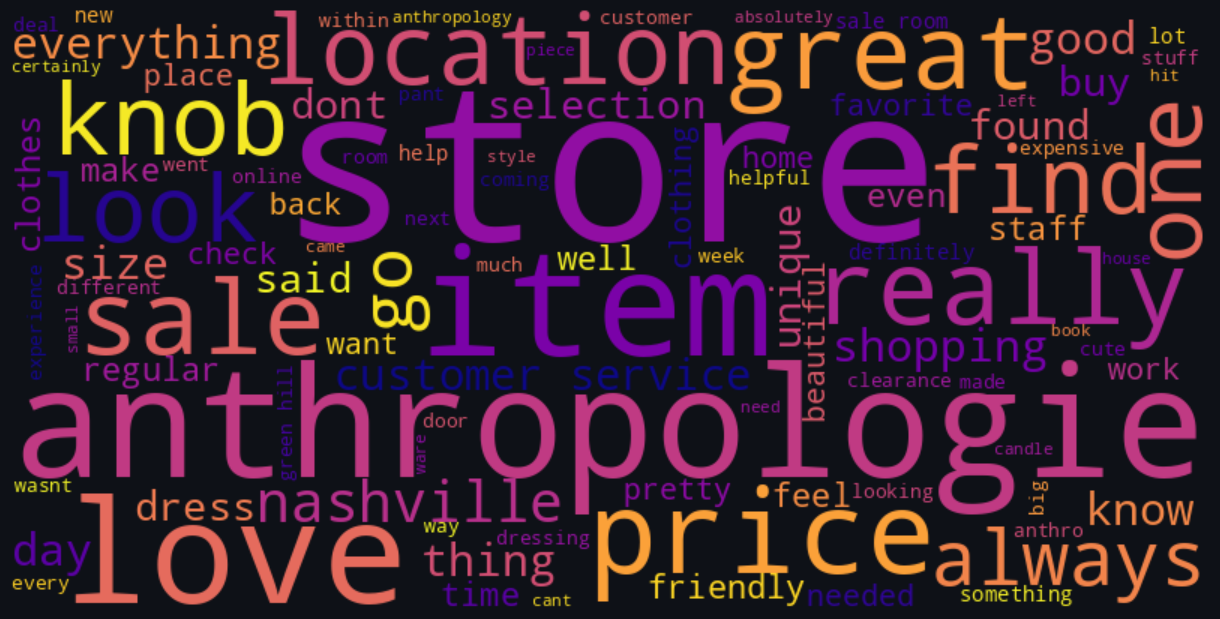 deal new within anthropology customer absolutely sale room
everything location piece great good lot
certainly place stuff
knob dont pant selection favorite left buy hit
store found one
clothes make went room help style clothing home expensive
look online coming helpful even find
back next staff
check came unique definitely
size said go much well week really house
different item beautiful
experience small sale want shopping book
regular customer service cute
clearance made work
anthropologie
green hill door ware need candle
wasnt
love dress nashville pretty feel looking big know
day way dressing price anthro always
every thing friendly
time cant needed something